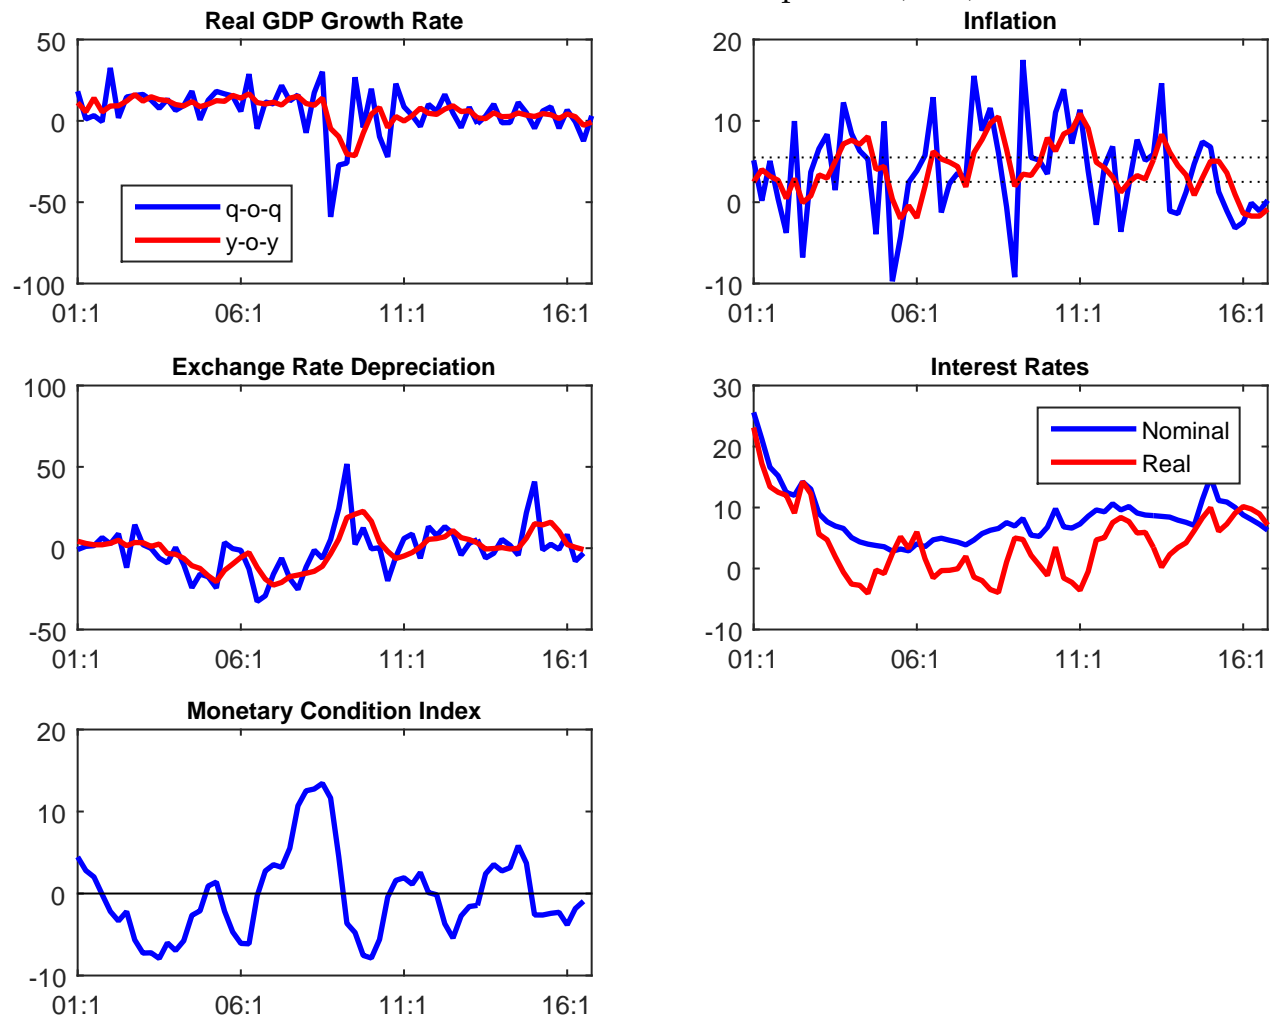 Real GDP Growth Rate
50
0
-50
-100
q-o-q
y-o-y
01:1 06:1 11:1 16:1
Inflation
20
10
0
-10
01:1 06:1 11:1 16:1
Exchange Rate Depreciation
100
50
0
-50
01:1 06:1 11:1 16:1
Interest Rates
30
20
10
0
-10
Nominal
Real
01:1 06:1 11:1 16:1
Monetary Condition Index
20
10
0
-10
01:1 06:1 11:1 16:1